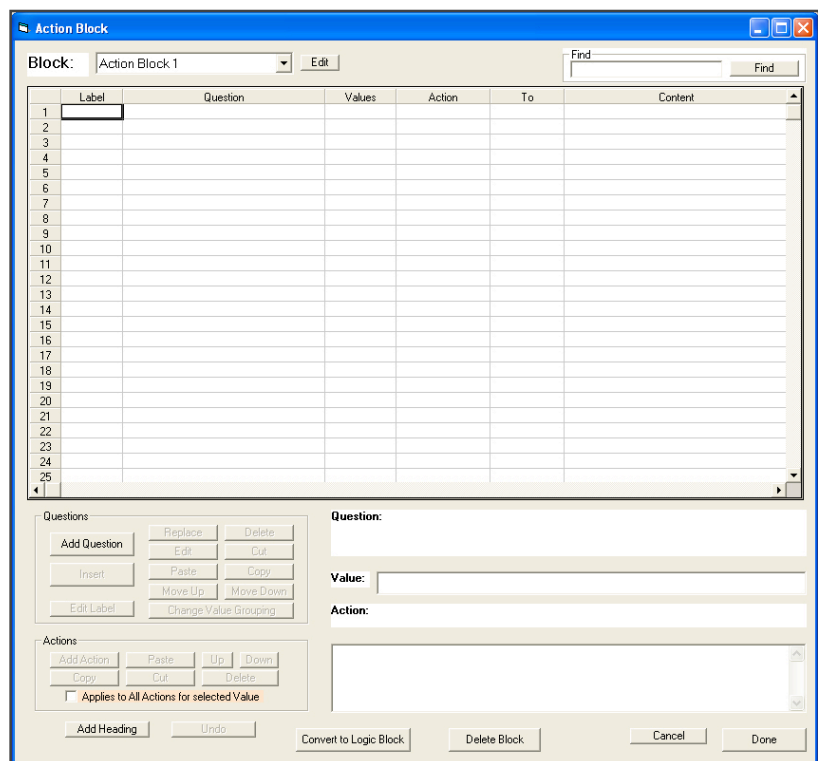 Action Block
Block: Action Block 1 Edit
Find
Find
Label Question Values Action To Content
1
2
3
4
5
6
7
8
9
10
11
12
13
14
15
16
17
18
19
20
21
22
23
24
25
Questions
Add Question Replace Delete
Edit Cut
Insert Paste Copy
Move Up Move Down
Edit Label Change Value Grouping
Question:
Value:
Action:
Actions
Add Action Paste Up Down
Copy Cut Delete
Applies to All Actions for selected Value
Add Heading Undo
Convert to Logic Block Delete Block Cancel Done